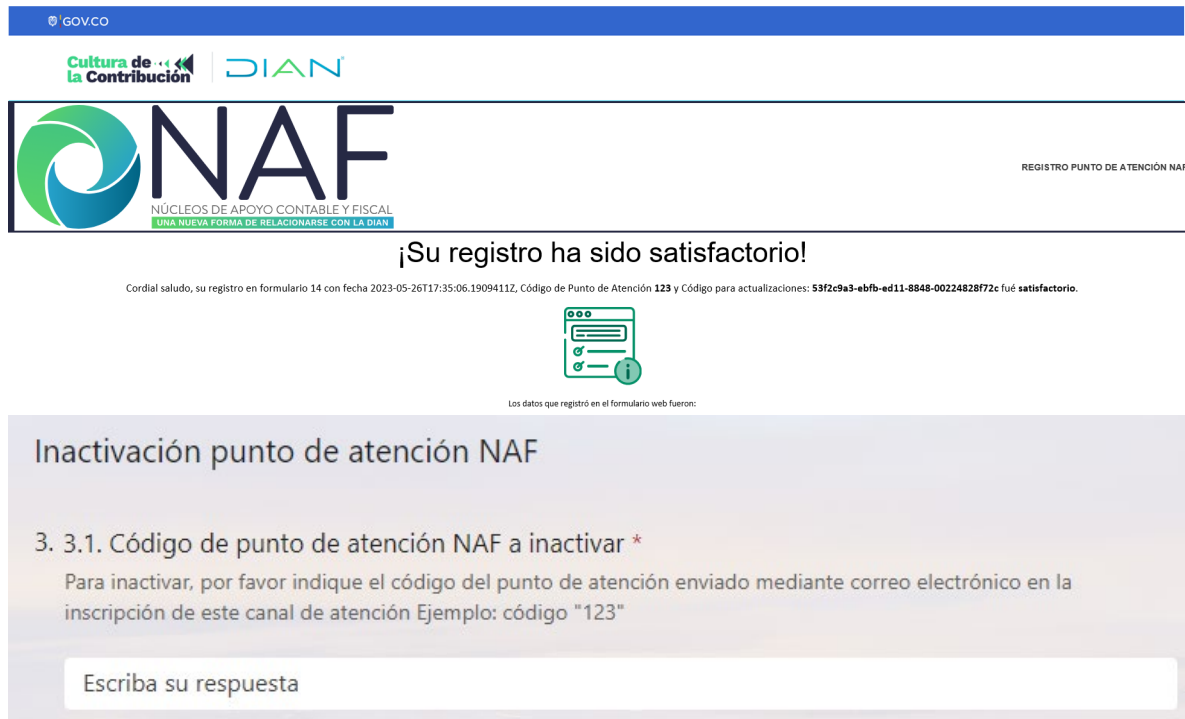 GOV.CO
Cultura de
la Contribución
DIAN
NAF
NÚCLEOS DE APOYO CONTABLE Y FISCAL
UNA NUEVA FORMA DE RELACIONARSE CON LA DIAN
REGISTRO PUNTO DE ATENCIÓN NAF
¡Su registro ha sido satisfactorio!
Cordial saludo, su registro en formulario 14 con fecha 2023-05-26T17:35:06.1909411Z, Código de Punto de Atención 123 y Código para actualizaciones: 53f2c9a3-ebfb-ed11-8848-00224828f72c fué satisfactorio.
Los datos que registró en el formulario web fueron:
Inactivación punto de atención NAF
3. 3.1. Código de punto de atención NAF a inactivar *
Para inactivar, por favor indique el código del punto de atención enviado mediante correo electrónico en la
inscripción de este canal de atención Ejemplo: código "123"
Escriba su respuesta